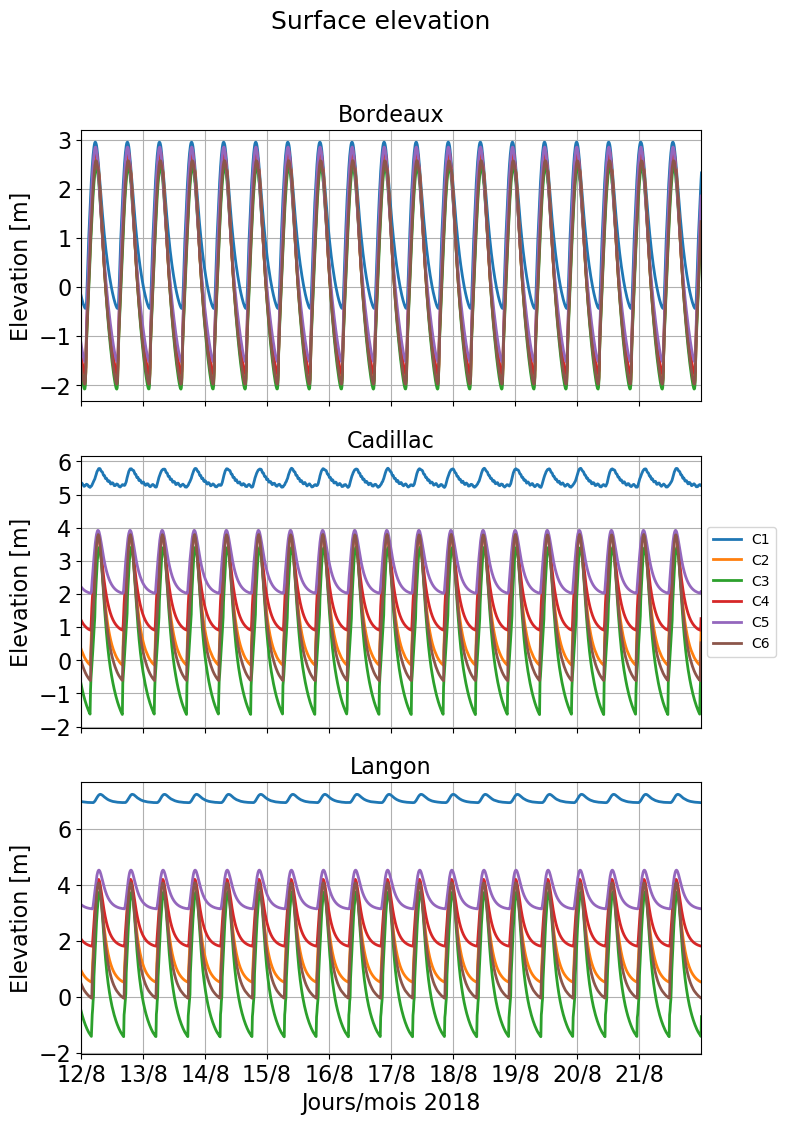 Surface elevation
Bordeaux
3
2
1
0
−1
−2
Elevation [m]
Cadillac
6
5
4
3
2
1
0
−1
−2
Elevation [m]
C1
C2
C3
C4
C5
C6
Langon
6
4
2
0
−2
Elevation [m]
12/8 13/8 14/8 15/8 16/8 17/8 18/8 19/8 20/8 21/8
Jours/mois 2018